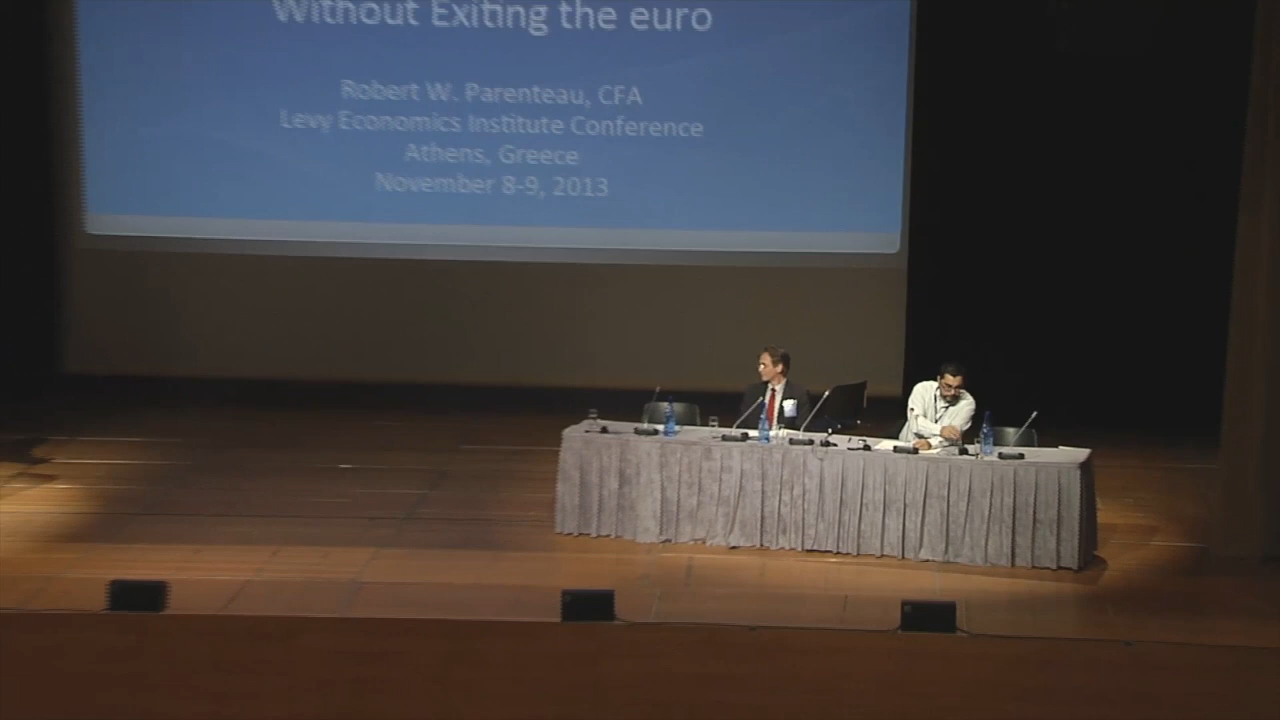 Without Exiting the euro
Robert W. Parenteau, CFA
Levy Economics Institute Conference
Athens, Greece
November 8-9, 2013